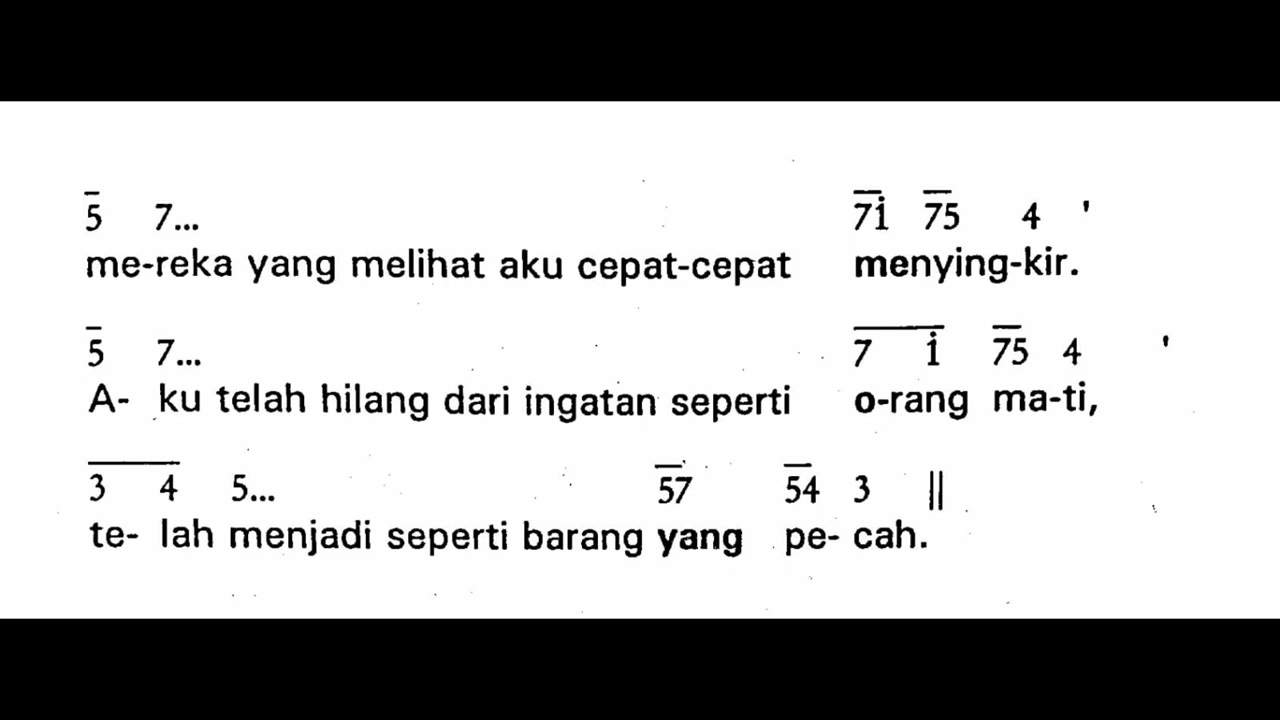 5 7... 71̇ 75 4 '
me-reka yang melihat aku cepat-cepat menying-kir.
5 7... 7 1̇ 75 4 '
A- ku telah hilang dari ingatan seperti o-rang ma-ti,
3 4 5... 57 54 3 ||
te- lah menjadi seperti barang yang pe- cah.